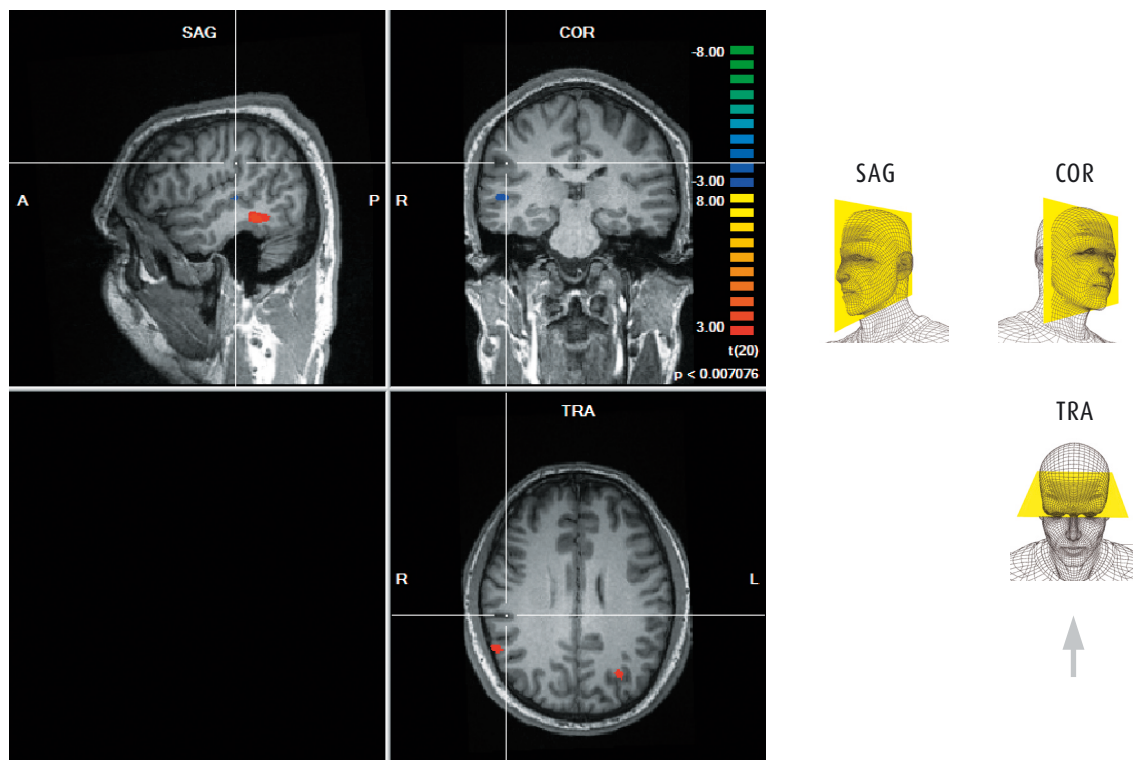 SAG
COR
-8.00
-3.00
8.00
3.00
t(20)
p < 0.007076
A
P
R
TRA
R
L
SAG
COR
TRA